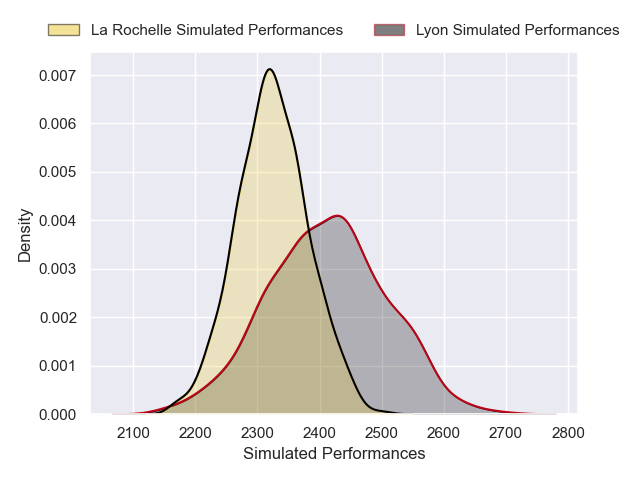 La Rochelle Simulated Performances Lyon Simulated Performances
0.007
0.006
0.005
0.004
0.003
0.002
0.001
0.000
Density
2100 2200 2300 2400 2500 2600 2700 2800
Simulated Performances